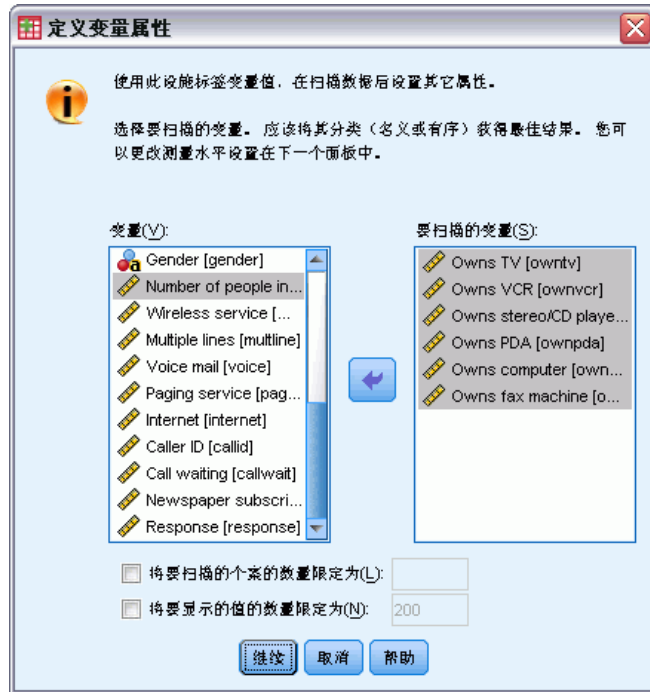 定义变量属性
使用此设施标签变量值，在扫描数据后设置其它属性。
选择要扫描的变量。 应该将其分类（名义或有序）获得最佳结果。 您可
以更改测量水平设置在下一个面板中。
变量(V):
Gender [gender]
Number of people in...
Wireless service [...
Multiple lines [multline]
Voice mail [voice]
Paging service [pag...
Internet [internet]
Caller ID [callid]
Call waiting [callwait]
Newspaper subscri...
Response [response]
要扫描的变量(S):
Owns TV [owntv]
Owns VCR [ownvcr]
Owns stereo/CD playe...
Owns PDA [ownpda]
Owns computer [own...
Owns fax machine [o...
将要扫描的个案的数量限定为(L):
将要显示的值的数量限定为(N): 200
继续 取消 帮助